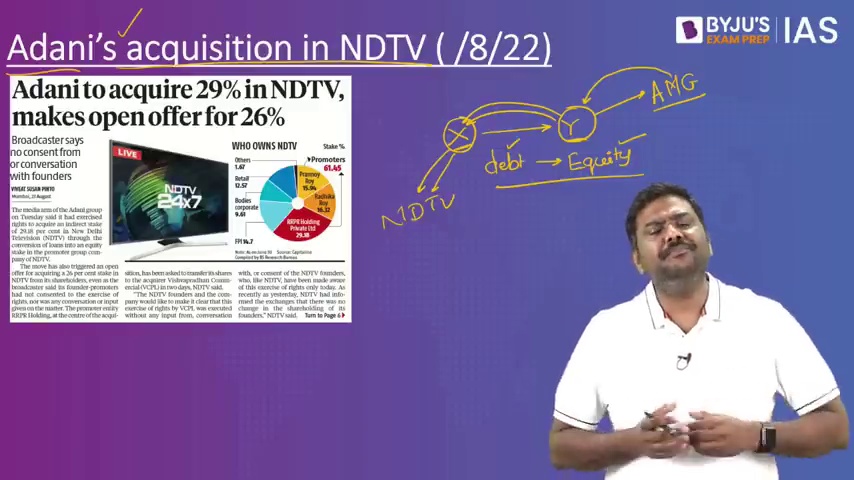 Adani's acquisition in NDTV ( /8/22)
BYJU'S
EXAM PREP
IAS
Adani to acquire 29% in NDTV,
makes open offer for 26%
Broadcaster says
no consent from
or conversation
with founders
VIVEAT SUSAN PINTO
Mumbai, 23 August
The media arm of the Adani group
on Tuesday said it had exercised
rights to acquire an indirect stake
of 29.18 per cent in New Delhi
Television (NDTV) through the
conversion of loans into an equity
stake in the promoter group com-
pany of NDTV.
The move has also triggered an open
offer for acquiring a 26 per cent stake in
NDTV from its shareholders, even as the
broadcaster said its founder-promoters
had not consented to the exercise of
rights, nor was any conversation or input
given on the matter. The promoter entity
RRPR Holding, at the centre of the acqui-
LIVE
NDTV
24x7
WHO OWNS NDTV
Stake %
Others
1.67
Retail
12.57
Bodies
corporate
9.61
FPI 14.7
Promoters
61.45
Prannoy
Roy
15.94
Radhika
Roy
16.32
RRPR Holding
Private Ltd
29.18
Note: As on June 30 Source: Capitaline
Compiled by BS Research Bureau
sition, has been asked to transfer its shares
to the acquirer Vishvapradhan Comm-
ercial (VCPL) in two days, NDTV said.
"The NDTV founders and the com-
pany would like to make it clear that this
exercise of rights by VCPL was executed
without any input from, conversation
with, or consent of the NDTV founders,
who, like NDTV, have been made aware
of this exercise of rights only today. As
recently as yesterday, NDTV had info-
rmed the exchanges that there was no
change in the shareholding of its
founders," NDTV said. Turn to Page 6
X
Y
AMG
debt → Equity
NDTV